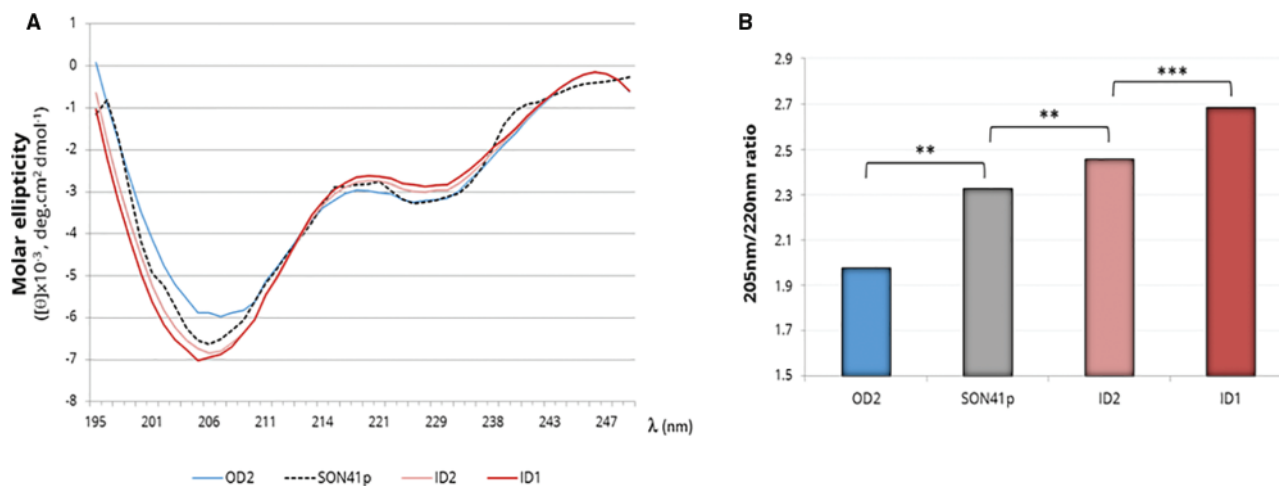 A
Molar ellipticity
([θ]x10⁻³, deg.cm² dmol⁻¹)
1
0
-1
-2
-3
-4
-5
-6
-7
-8
195
201
206
211
214
221
229
238
243
247
λ (nm)
OD2
SON41p
ID2
ID1
B
205nm/220nm ratio
2.9
2.7
2.5
2.3
2.1
1.9
1.7
1.5
**
**
***
OD2
SON41p
ID2
ID1